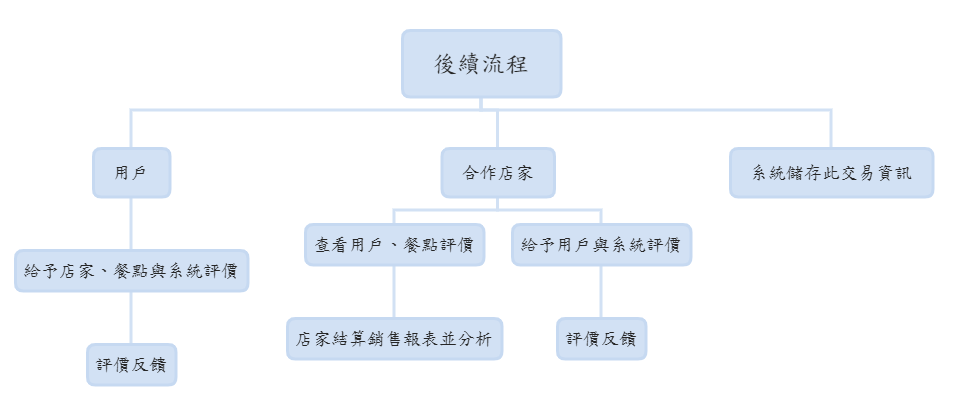 後續流程
用戶
合作店家
系統儲存此交易資訊
查看用戶、餐點評價
給予用戶與系統評價
給予店家、餐點與系統評價
店家結算銷售報表並分析
評價反饋
評價反饋